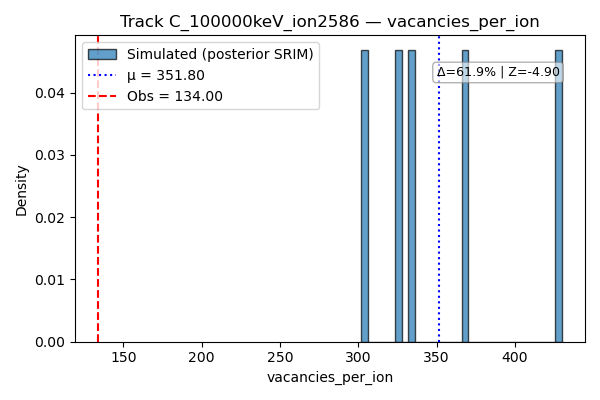 Track C_100000keV_ion2586 — vacancies_per_ion
Simulated (posterior SRIM)
μ = 351.80
Obs = 134.00
Δ=61.9% | Z=-4.90
Density
0.04
0.03
0.02
0.01
0.00
150
200
250
300
350
400
vacancies_per_ion